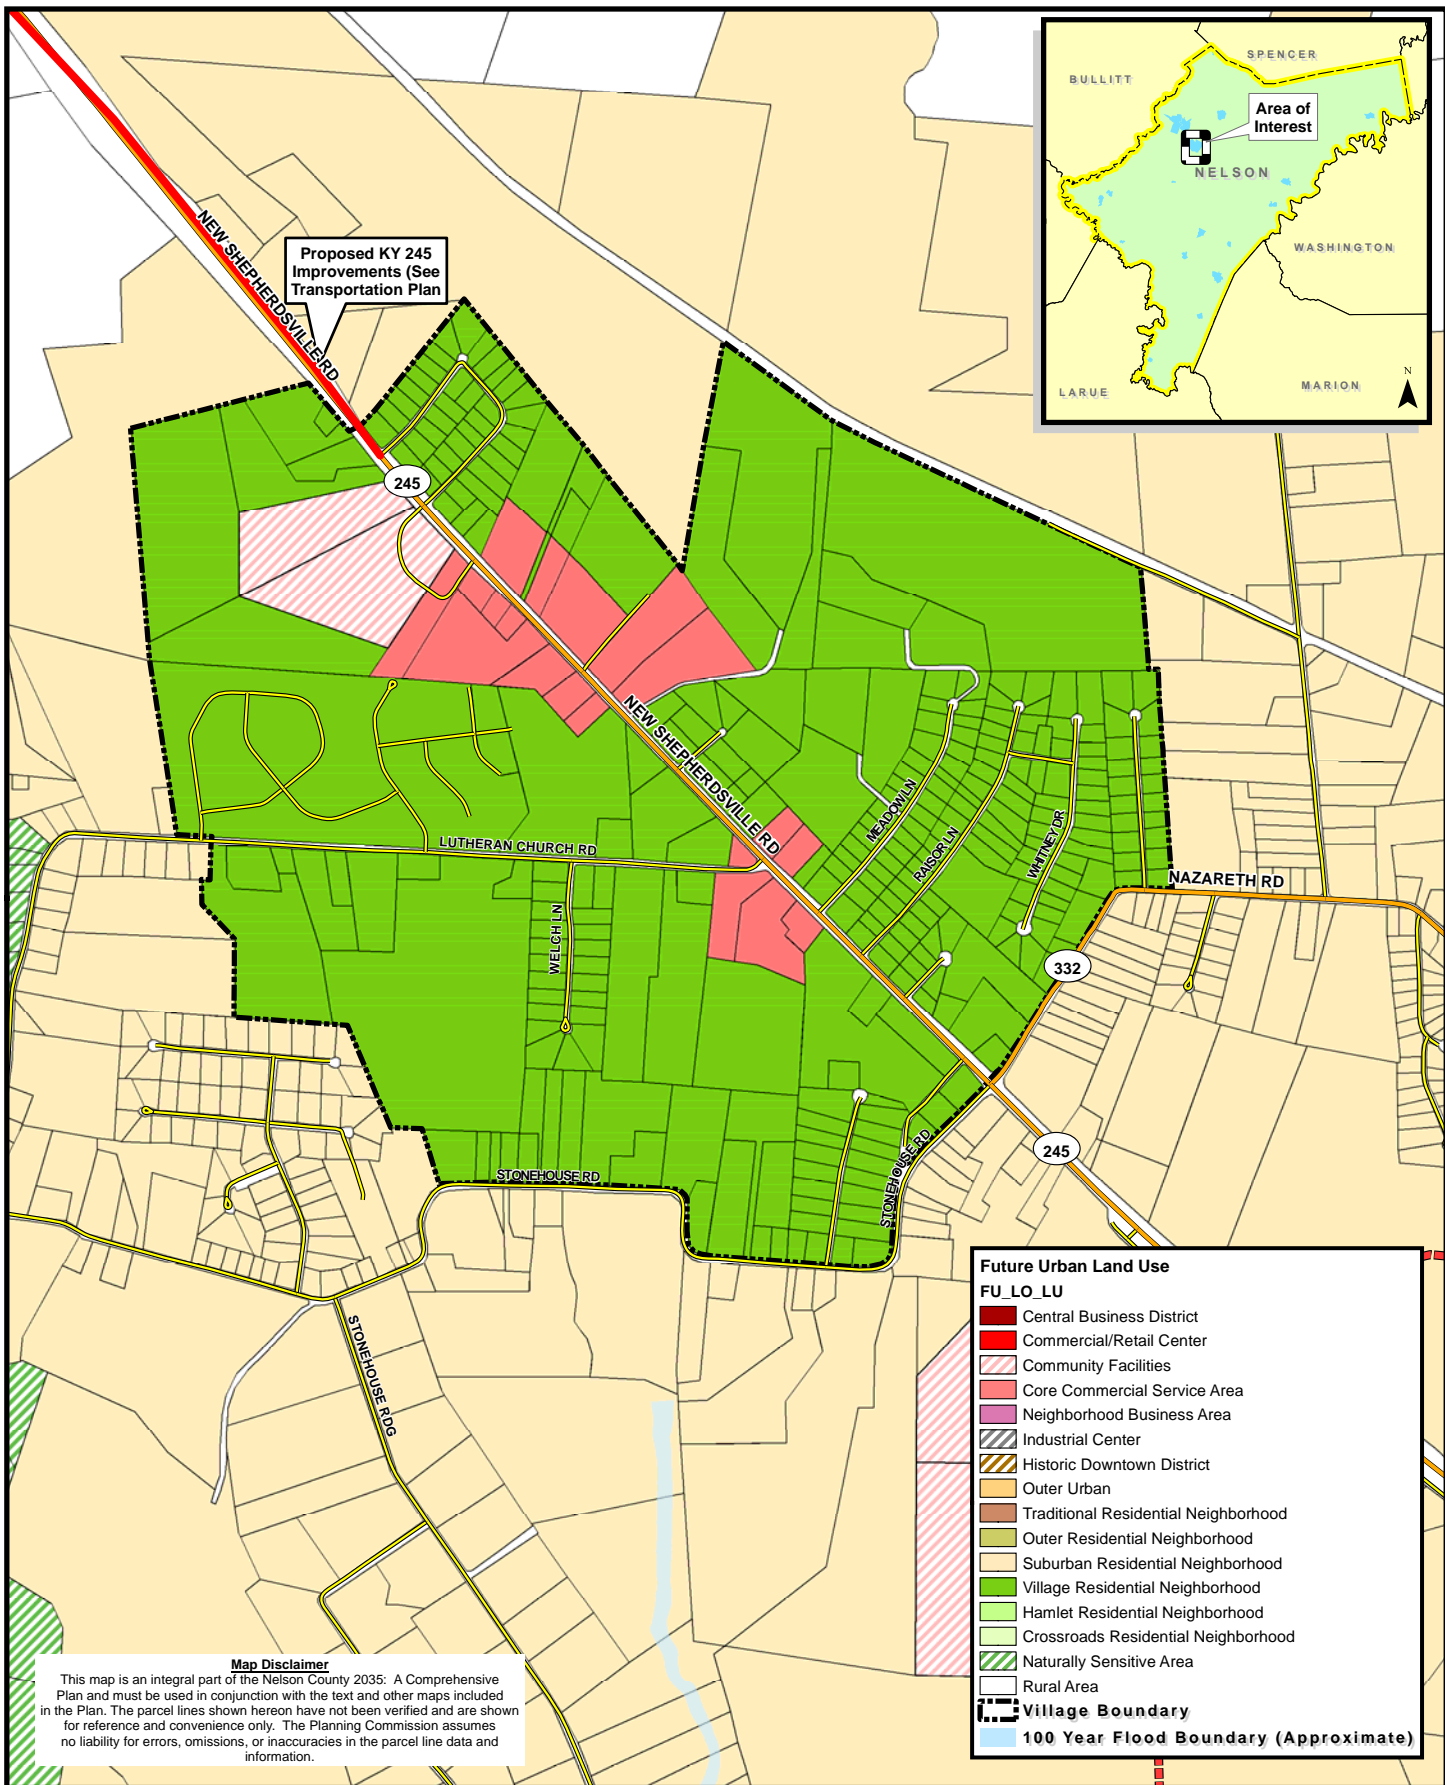 SPENCER
BULLITT
Area of
Interest
NELSON
WASHINGTON
LARUE
MARION
N
NEW SHEPHERDSVILLE RD
Proposed KY 245
Improvements (See
Transportation Plan
245
NEW SHEPHERDSVILLE RD
MEADOW LN
RAISOR LN
WHITNEY DR
LUTHERAN CHURCH RD
NAZARETH RD
WELCH LN
332
245
STONEHOUSE RD
STONEHOUSE RD
STONEHOUSE RDG
Future Urban Land Use
FU_LO_LU
Central Business District
Commercial/Retail Center
Community Facilities
Core Commercial Service Area
Neighborhood Business Area
Industrial Center
Historic Downtown District
Outer Urban
Traditional Residential Neighborhood
Outer Residential Neighborhood
Suburban Residential Neighborhood
Village Residential Neighborhood
Hamlet Residential Neighborhood
Crossroads Residential Neighborhood
Naturally Sensitive Area
Rural Area
Village Boundary
100 Year Flood Boundary (Approximate)
Map Disclaimer
This map is an integral part of the Nelson County 2035: A Comprehensive
Plan and must be used in conjunction with the text and other maps included
in the Plan. The parcel lines shown hereon have not been verified and are shown
for reference and convenience only. The Planning Commission assumes
no liability for errors, omissions, or inaccuracies in the parcel line data and
information.